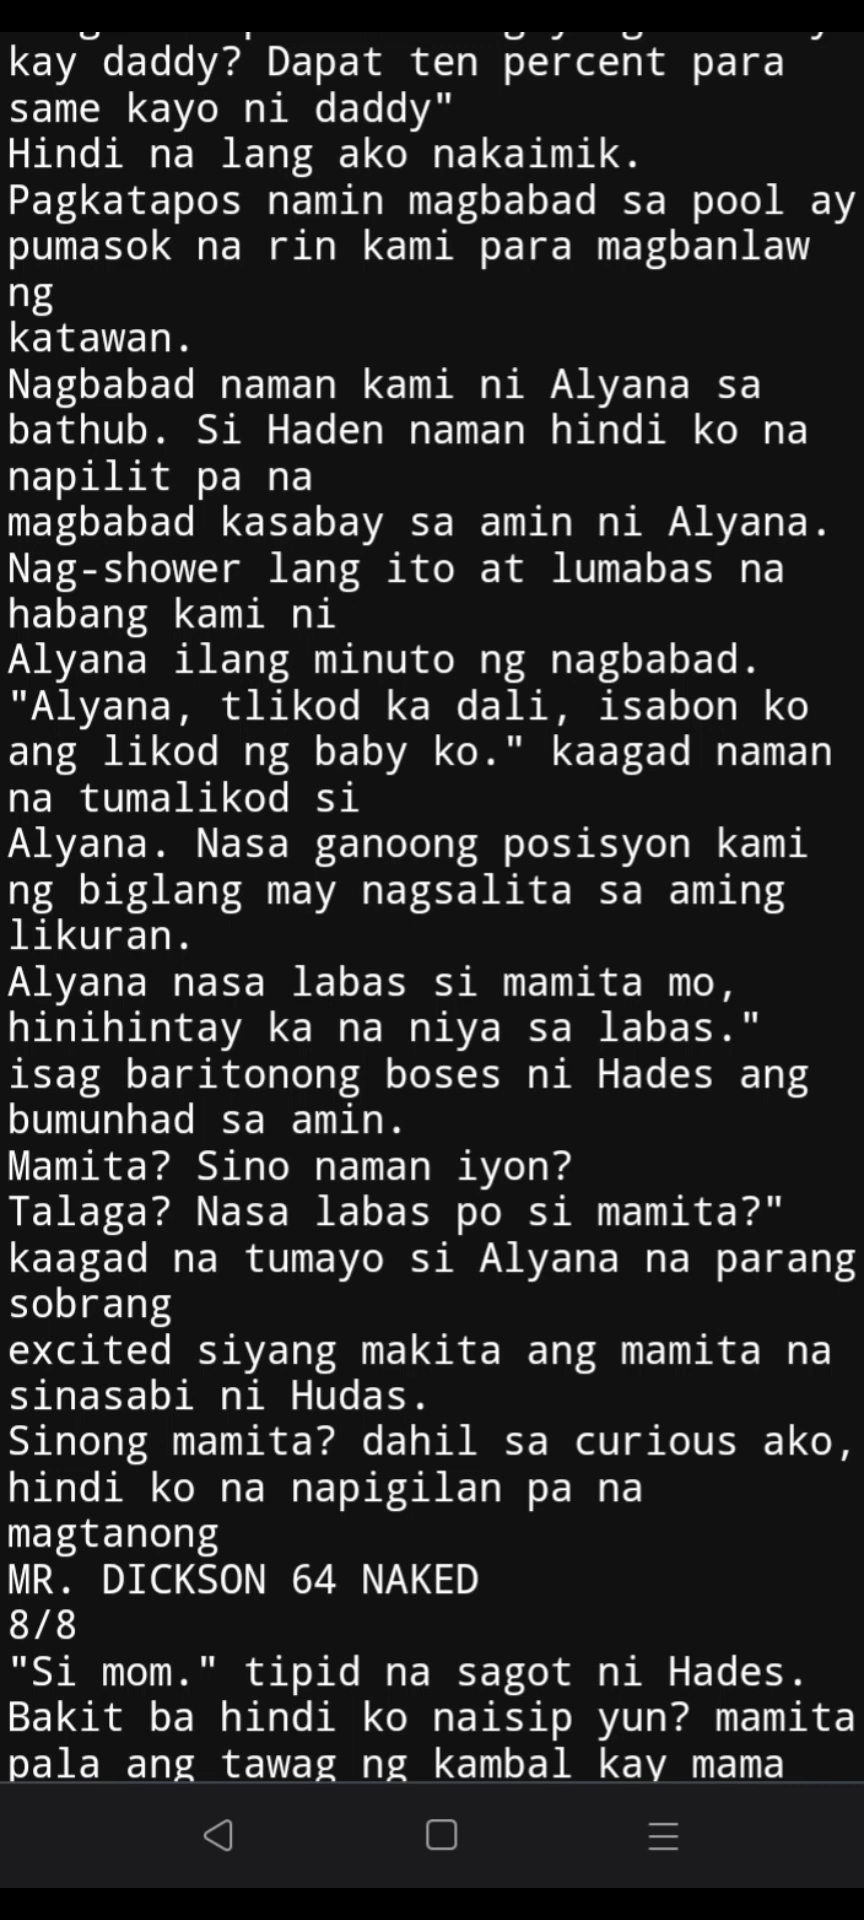 kay daddy? Dapat ten percent para
same kayo ni daddy"
Hindi na lang ako nakaimik.
Pagkatapos namin magbabad sa pool ay
pumasok na rin kami para magbanlaw
ng
katawan.
Nagbabad naman kami ni Alyana sa
bathub. Si Haden naman hindi ko na
napilit pa na
magbabad kasabay sa amin ni Alyana.
Nag-shower lang ito at lumabas na
habang kami ni
Alyana ilang minuto ng nagbabad.
"Alyana, tlikod ka dali, isabon ko
ang likod ng baby ko." kaagad naman
na tumalikod si
Alyana. Nasa ganoong posisyon kami
ng biglang may nagsalita sa aming
likuran.
Alyana nasa labas si mamita mo,
hinihintay ka na niya sa labas."
isag baritonong boses ni Hades ang
bumunhad sa amin.
Mamita? Sino naman iyon?
Talaga? Nasa labas po si mamita?"
kaagad na tumayo si Alyana na parang
sobrang
excited siyang makita ang mamita na
sinasabi ni Hudas.
Sinong mamita? dahil sa curious ako,
hindi ko na napigilan pa na
magtanong
MR. DICKSON 64 NAKED
8/8
"Si mom." tipid na sagot ni Hades.
Bakit ba hindi ko naisip yun? mamita
pala ang tawag ng kambal kay mama